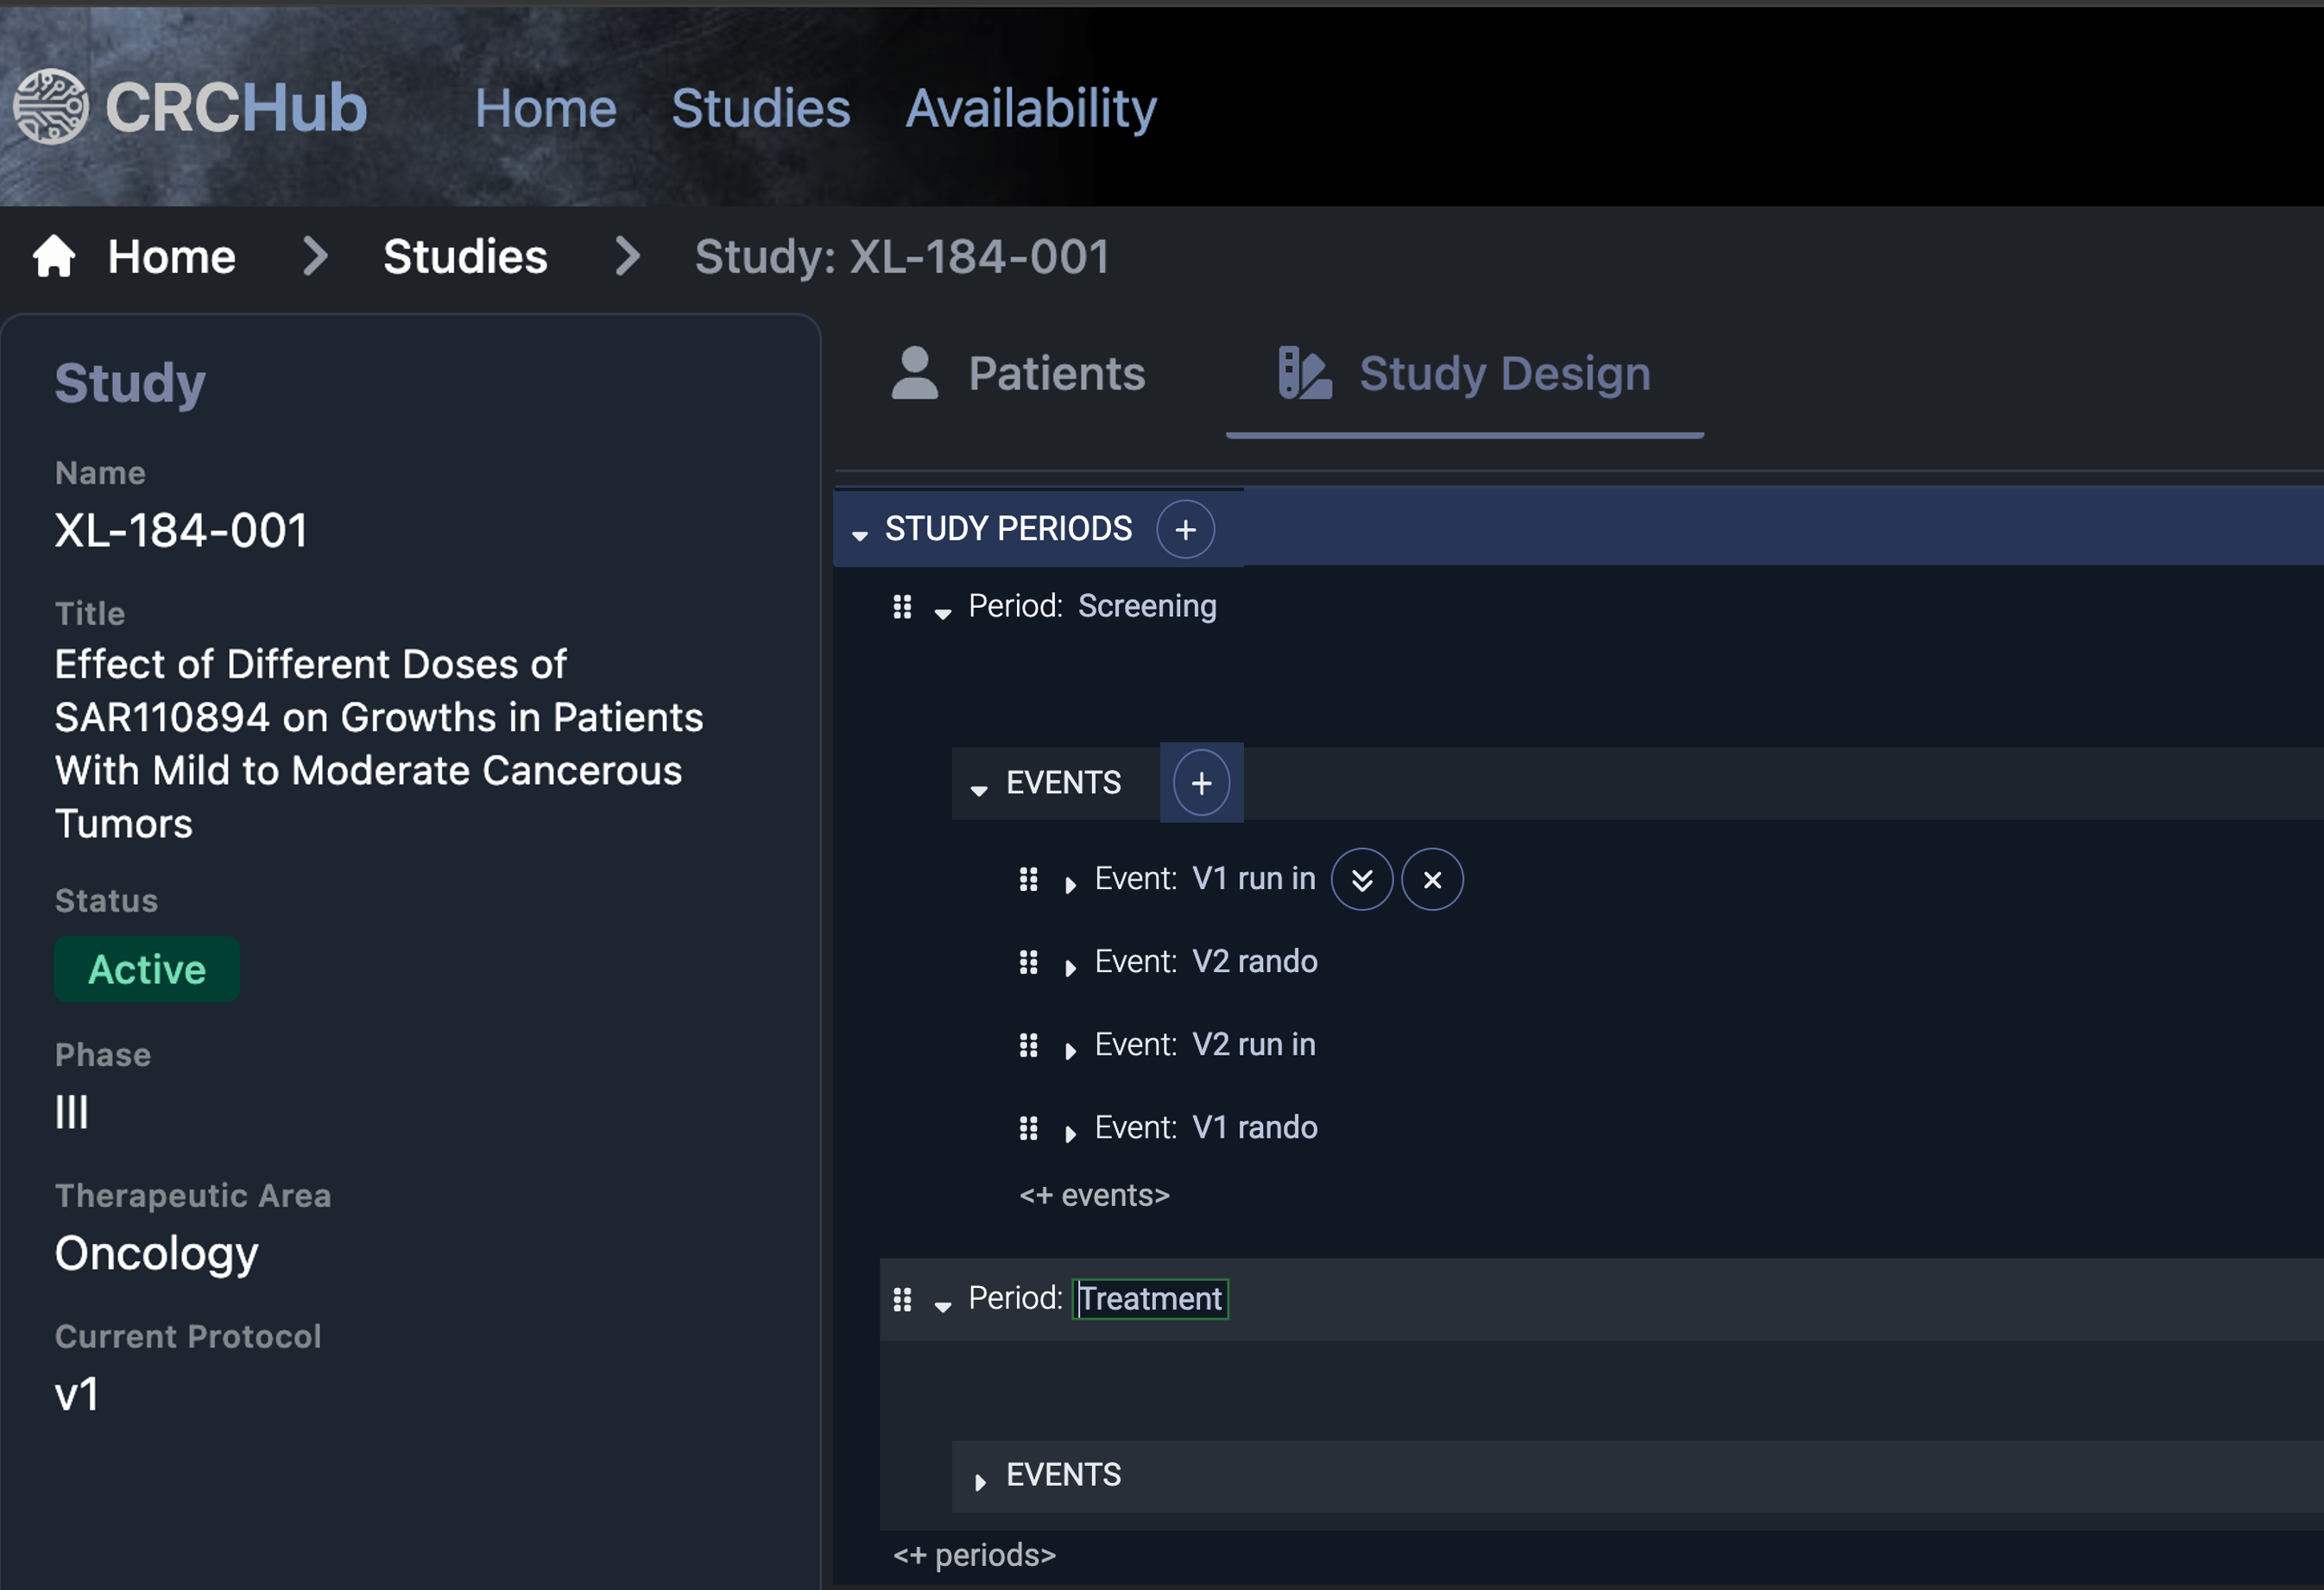 CRCHub Home Studies Availability
Home Studies Study: XL-184-001
Study
Name
XL-184-001
Title
Effect of Different Doses of
SAR110894 on Growths in Patients
With Mild to Moderate Cancerous
Tumors
Status
Active
Phase
III
Therapeutic Area
Oncology
Current Protocol
v1
Patients Study Design
STUDY PERIODS +
Period: Screening
EVENTS +
Event: V1 run in
Event: V2 rando
Event: V2 run in
Event: V1 rando
<+ events>
Period: Treatment
EVENTS
<+ periods>